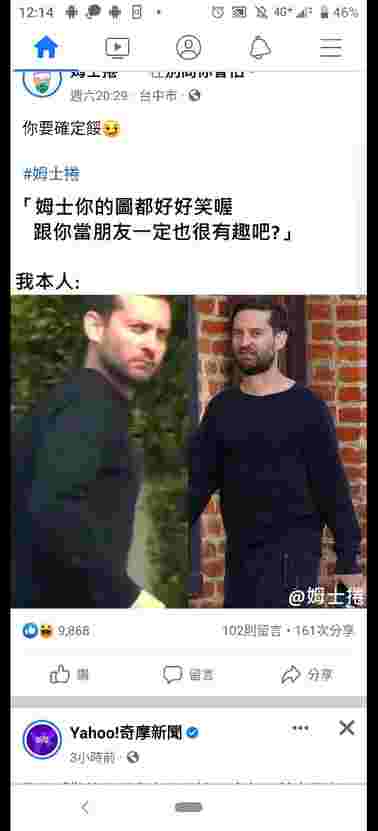 12:14
4G+
46%
週六20:29 · 台中市 ·
你要確定餒
#姆士捲
「姆士你的圖都好好笑喔
跟你當朋友一定也很有趣吧?」
我本人:
@姆士捲
9,868
102則留言 · 161次分享
讚
留言
分享
Yahoo!奇摩新聞
3小時前 ·